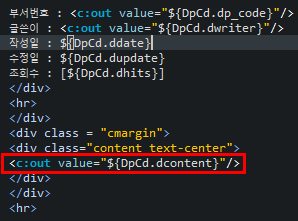 부서번호 : <c:out value="${DpCd.dp_code}"/>
글쓴이 : <c:out value="${DpCd.dwriter}"/>
작성일 : ${DpCd.ddate}
수정일 : ${DpCd.dupdate}
조회수 : [${DpCd.dhits}]
</div>
<hr>
</div>
<div class = "cmargin">
<div class="content text-center">
<c:out value="${DpCd.dcontent}"/>
</div>
</div>
<hr>